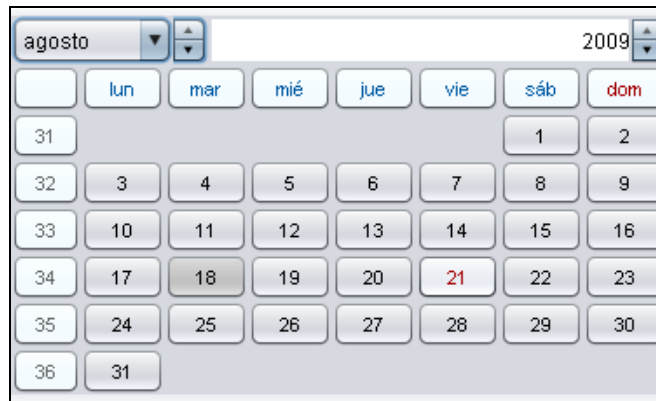 agosto 2009
lun mar mié jue vie sáb dom
31 1 2
32 3 4 5 6 7 8 9
33 10 11 12 13 14 15 16
34 17 18 19 20 21 22 23
35 24 25 26 27 28 29 30
36 31